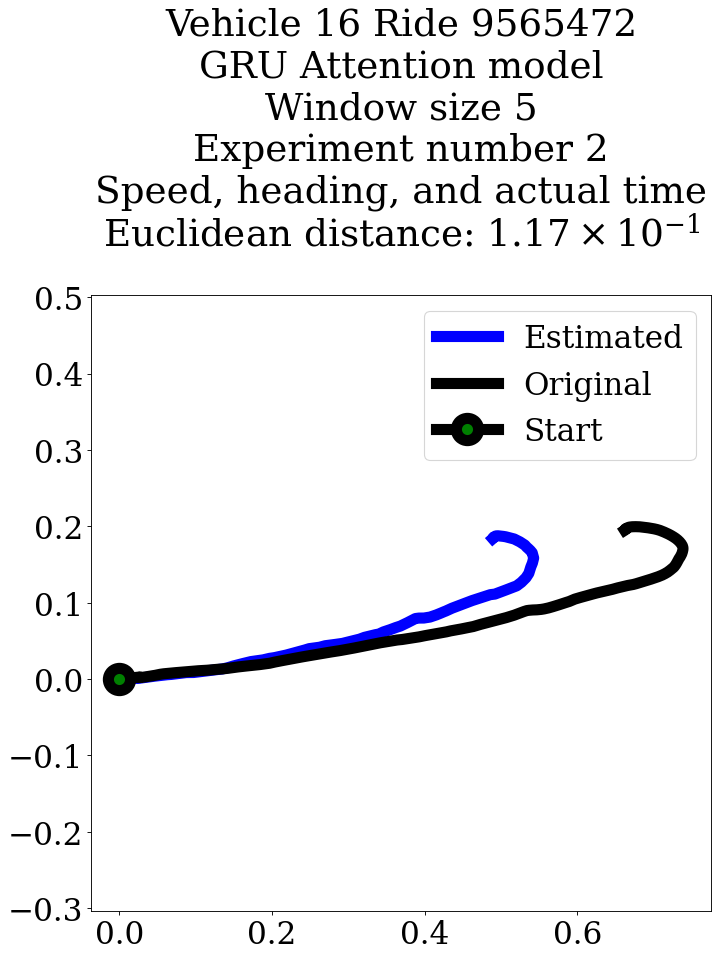 Vehicle 16 Ride 9565472
GRU Attention model
Window size 5
Experiment number 2
Speed, heading, and actual time
Euclidean distance: 1.17 × 10⁻¹
0.5
Estimated
0.4
Original
0.3
Start
0.2
0.1
0.0
−0.1
−0.2
−0.3
0.0 0.2 0.4 0.6